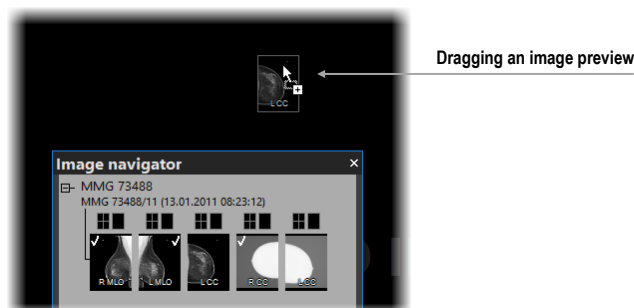 Dragging an image preview
L CC
Image navigator
MMG 73488
MMG 73488/11 (13.01.2011 08:23:12)
R MLO L MLO L CC R CC L CC